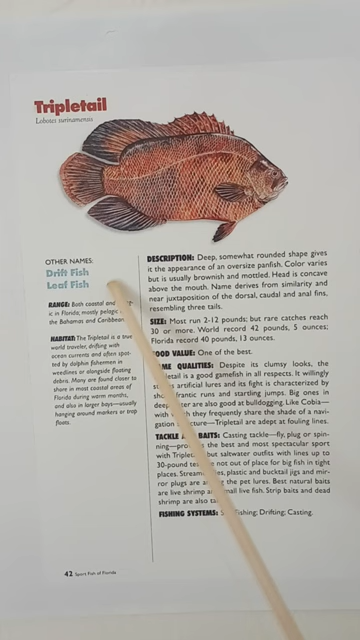 Tripletail
Lobotes surinamensis
OTHER NAMES:
Drift Fish
Leaf Fish
RANGE: Both coastal and
ic in Florida; mostly pelagic
the Bahamas and Caribbean.
HABITAT: The Tripletail is a true
world traveler, drifting with
ocean currents and often spot-
ted by dolphin fishermen in
weedlines or alongside floating
debris. Many are found closer to
shore in most coastal areas of
Florida during warm months,
and also in larger bays—usually
hanging around markers or trap
floats.
DESCRIPTION: Deep, somewhat rounded shape gives
it the appearance of an oversize panfish. Color varies
but is usually brownish and mottled. Head is concave
above the mouth. Name derives from similarity and
near juxtaposition of the dorsal, caudal and anal fins,
resembling three tails.
SIZE: Most run 2-12 pounds; but rare catches reach
30 or more. World record 42 pounds, 5 ounces;
Florida record 40 pounds, 13 ounces.
FOOD VALUE: One of the best.
QUALITIES: Despite its clumsy looks, the
is a good gamefish in all respects. It willingly
artificial lures and its fight is characterized by
frantic runs and startling jumps. Big ones in
water are also good at bulldogging. Like Cobia—
with they frequently share the shade of a navi-
gation —Tripletail are adept at fouling lines.
TACKLE BAITS: Casting tackle—fly, plug or spin-
ning— the best and most spectacular sport
with but saltwater outfits with lines up to
30-pound not out of place for big fish in tight
places. plastic and bucktail jigs and mir-
ror plugs are the pet lures. Best natural baits
are live shrimp small live fish. Strip baits and dead
shrimp are also
FISHING SYSTEMS: Fishing; Drifting; Casting.
42 Sport Fish of Florida